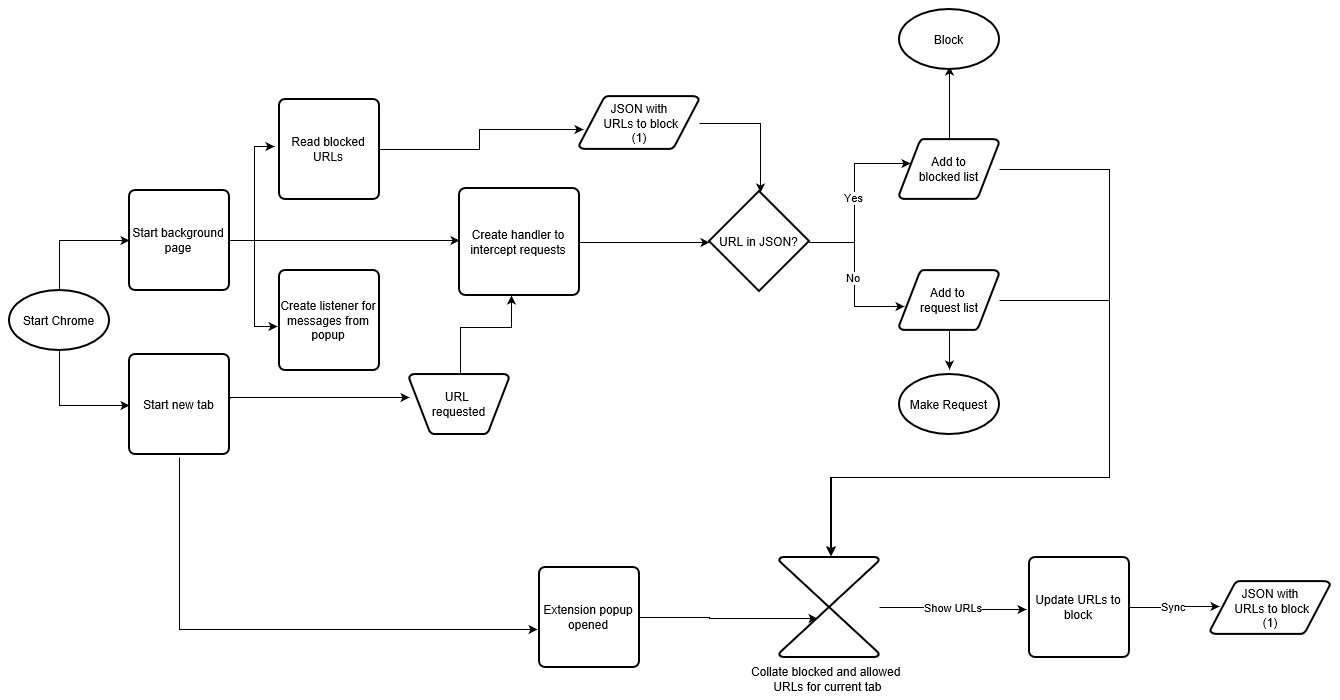 Block
JSON with
URLs to block
(1)
Read blocked
URLs
Add to
blocked list
Yes
Start background
page
Create handler to
intercept requests
URL in JSON?
No
Create listener for
messages from
popup
Add to
request list
Start Chrome
Start new tab
URL
requested
Make Request
Extension popup
opened
Show URLs
Update URLs to
block
Sync
JSON with
URLs to block
(1)
Collate blocked and allowed
URLs for current tab